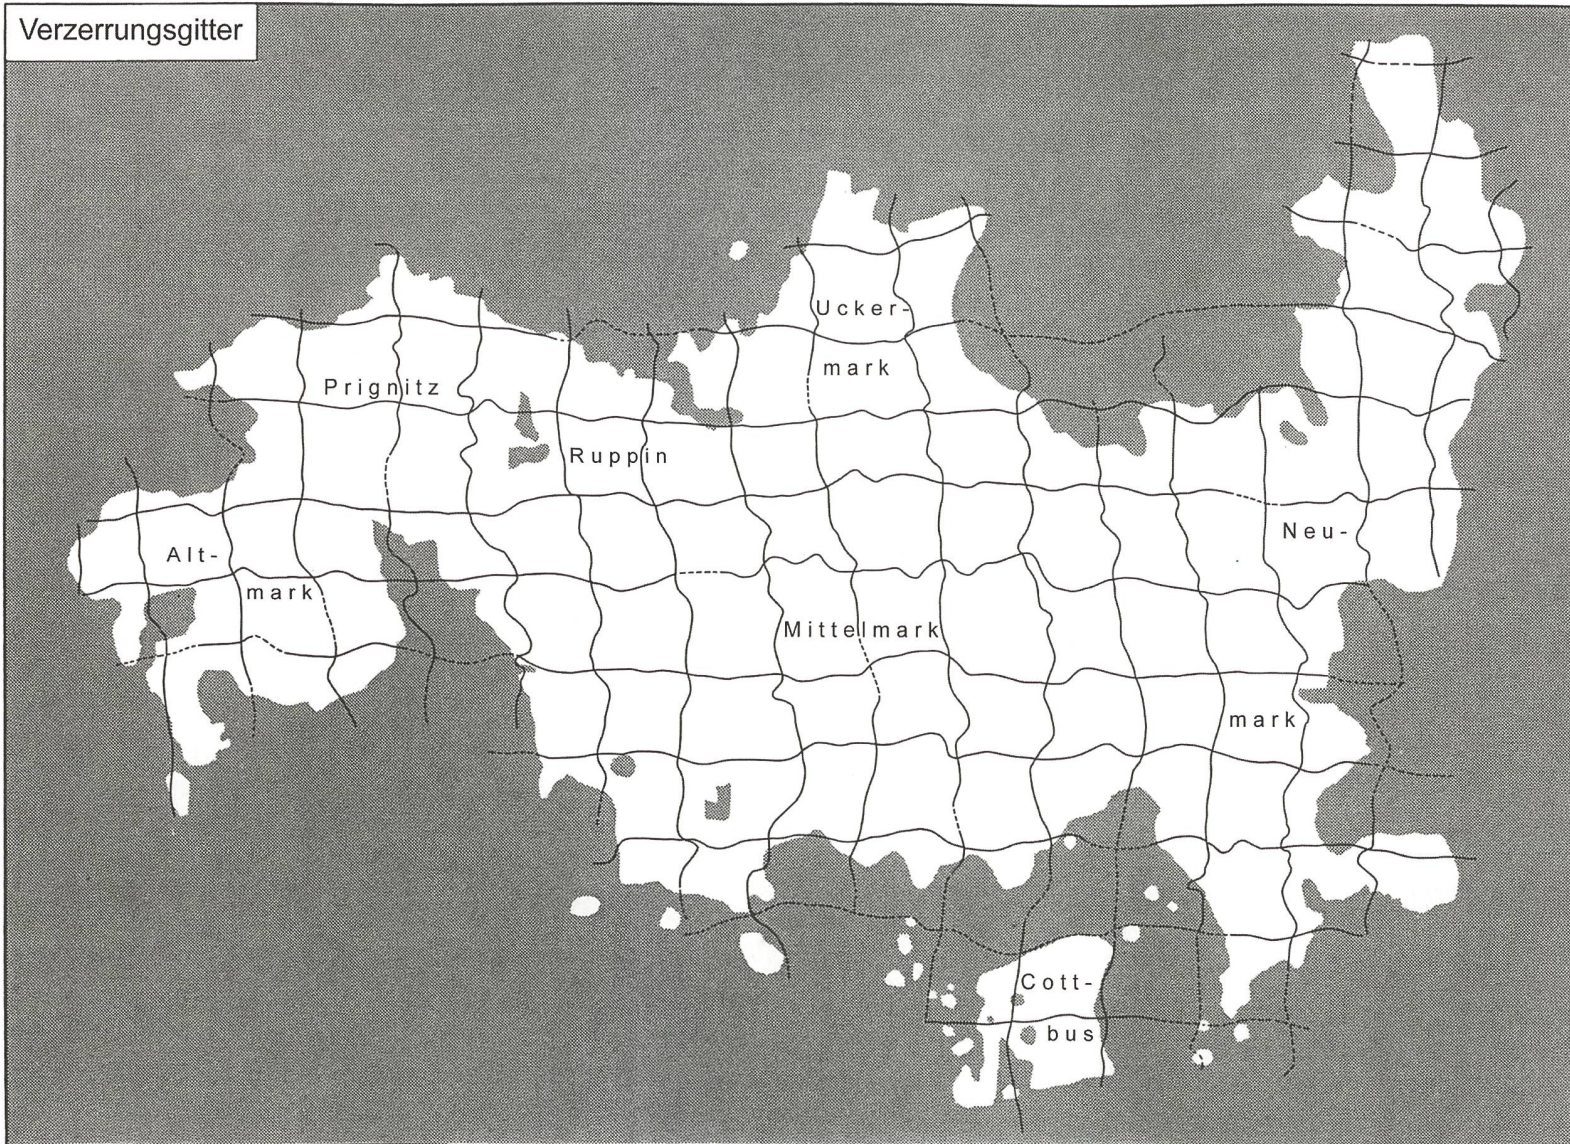 Verzerrungsgitter
Ucker-
mark
Prignitz
Ruppin
Alt-
mark
Neu-
mark
Mittelmark
Cott-
bus